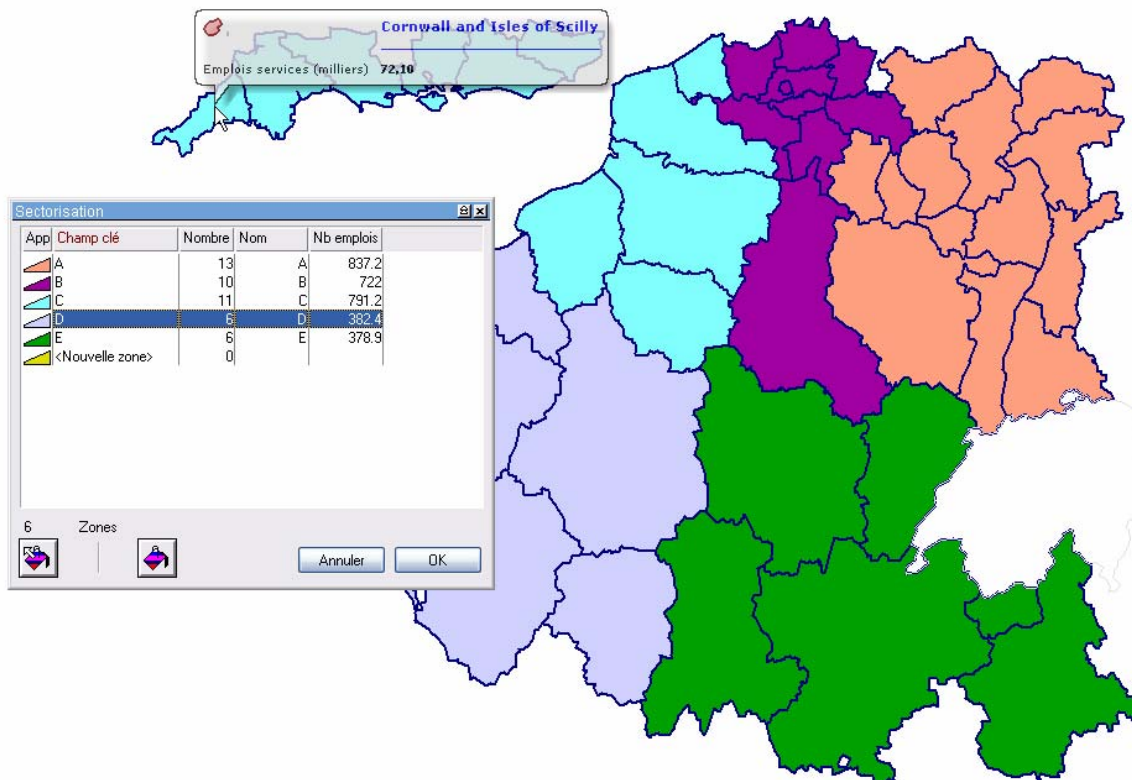 Cornwall and Isles of Scilly
Emplois services (milliers) 72,10
Sectorisation
App Champ clé Nombre Nom Nb emplois
A 13 A 837.2
B 10 B 722
C 11 C 791.2
D 6 D 382.4
E 6 E 378.9
<Nouvelle zone> 0
6 Zones
Annuler OK